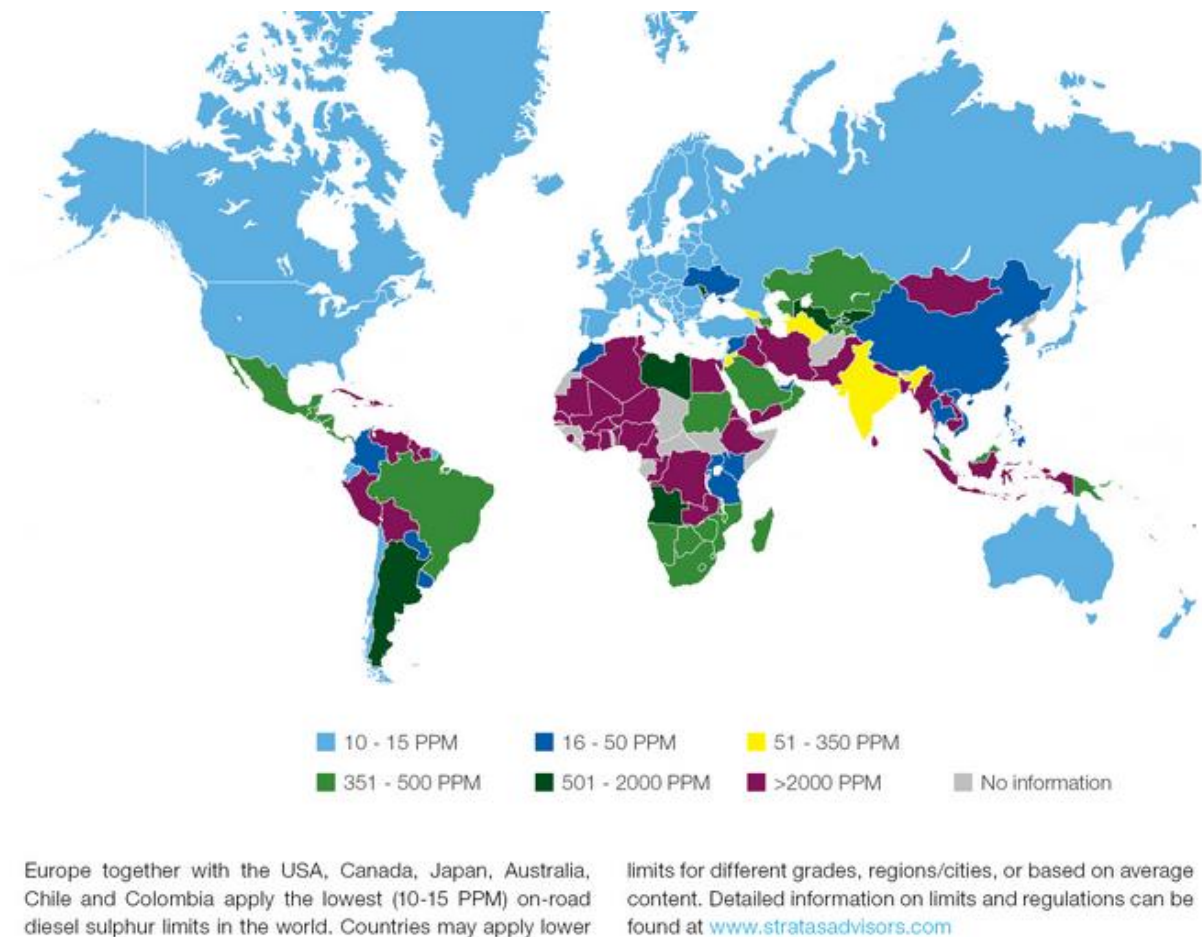 10 - 15 PPM
16 - 50 PPM
51 - 350 PPM
351 - 500 PPM
501 - 2000 PPM
>2000 PPM
No information
Europe together with the USA, Canada, Japan, Australia,
Chile and Colombia apply the lowest (10-15 PPM) on-road
diesel sulphur limits in the world. Countries may apply lower
limits for different grades, regions/cities, or based on average
content. Detailed information on limits and regulations can be
found at www.stratasadvisors.com